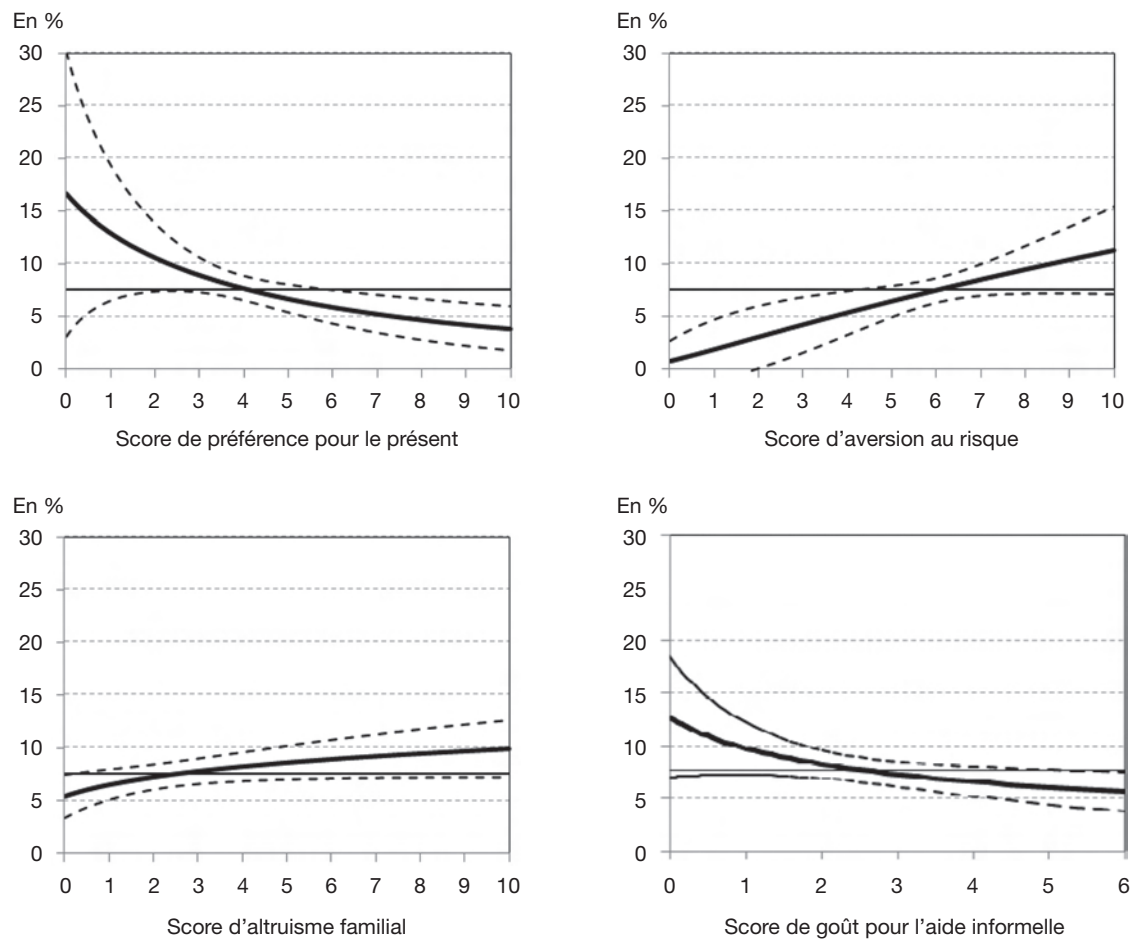 En %
30
25
20
15
10
5
0
0 1 2 3 4 5 6 7 8 9 10
Score de préférence pour le présent
En %
30
25
20
15
10
5
0
0 1 2 3 4 5 6 7 8 9 10
Score d’aversion au risque
En %
30
25
20
15
10
5
0
0 1 2 3 4 5 6 7 8 9 10
Score d’altruisme familial
En %
30
25
20
15
10
5
0
0 1 2 3 4 5 6
Score de goût pour l’aide informelle